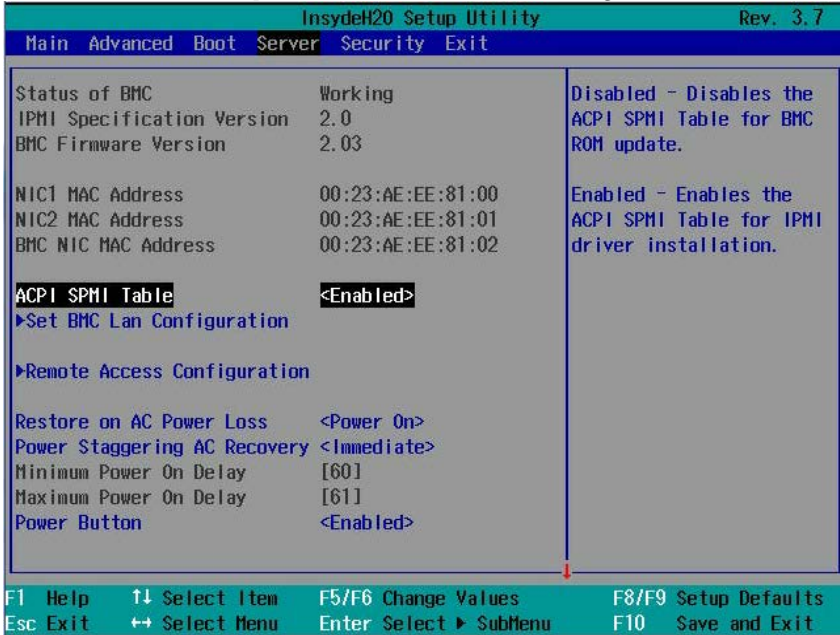 InsydeH20 Setup Utility Rev. 3.7
Main Advanced Boot Server Security Exit
Status of BMC Working
IPMI Specification Version 2.0
BMC Firmware Version 2.03
NIC1 MAC Address 00:23:AE:EE:81:00
NIC2 MAC Address 00:23:AE:EE:81:01
BMC NIC MAC Address 00:23:AE:EE:81:02
ACPI SPMI Table <Enabled>
▶Set BMC Lan Configuration
▶Remote Access Configuration
Restore on AC Power Loss <Power On>
Power Staggering AC Recovery <Immediate>
Minimum Power On Delay [60]
Maximum Power On Delay [61]
Power Button <Enabled>
Disabled - Disables the
ACPI SPMI Table for BMC
ROM update.
Enabled - Enables the
ACPI SPMI Table for IPMI
driver installation.
F1 Help ↑↓ Select Item F5/F6 Change Values F8/F9 Setup Defaults
Esc Exit ↔ Select Menu Enter Select ▶ SubMenu F10 Save and Exit